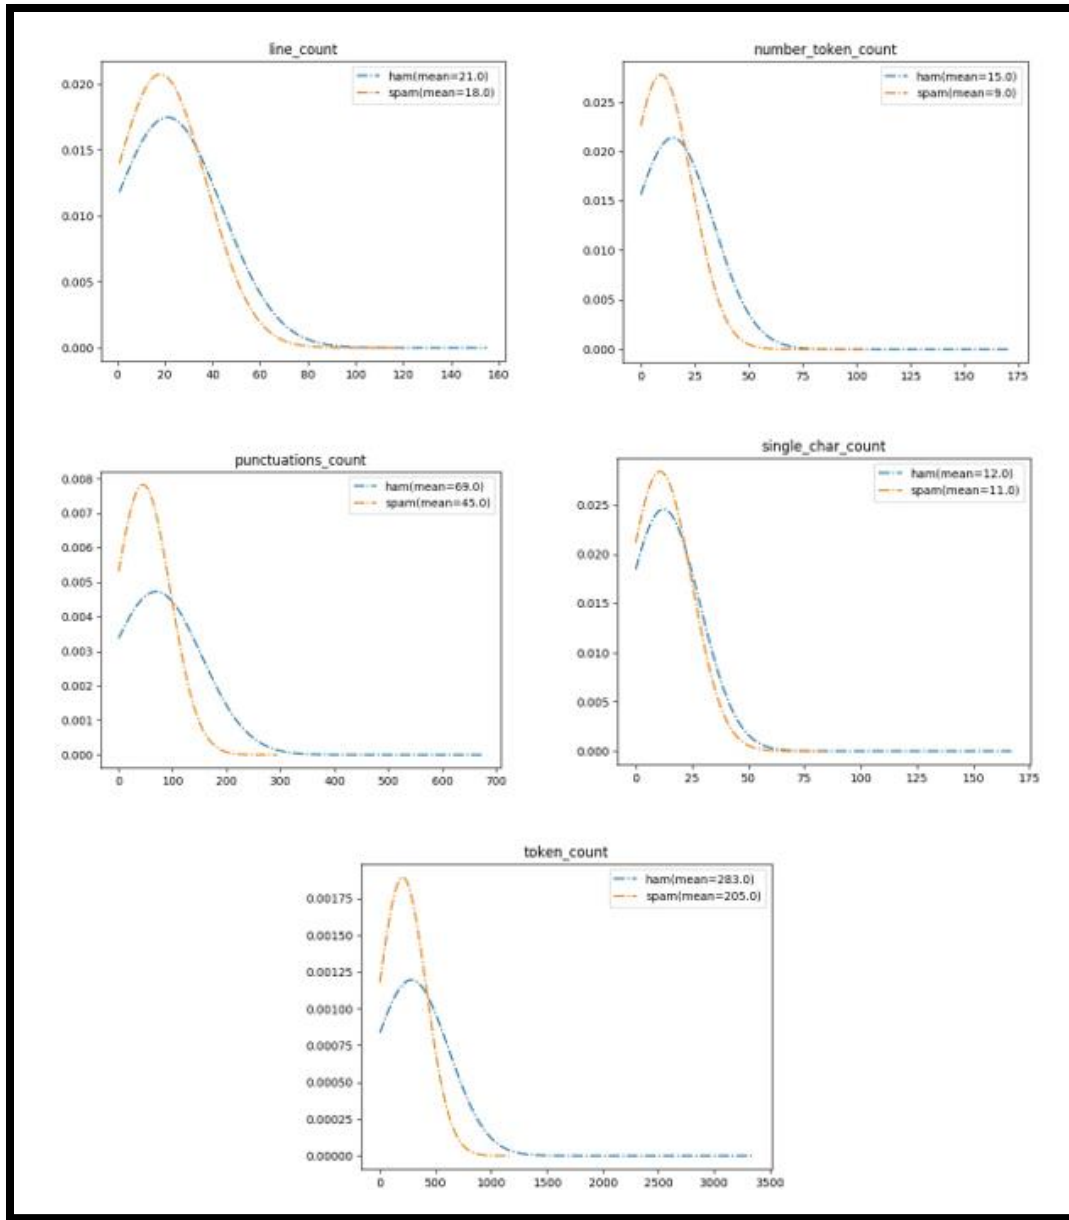 line_count
ham(mean=21.0)
spam(mean=18.0)
0.020
0.015
0.010
0.005
0.000
0 20 40 60 80 100 120 140 160
number_token_count
ham(mean=15.0)
spam(mean=9.0)
0.025
0.020
0.015
0.010
0.005
0.000
0 25 50 75 100 125 150 175
punctuations_count
ham(mean=69.0)
spam(mean=45.0)
0.008
0.007
0.006
0.005
0.004
0.003
0.002
0.001
0.000
0 100 200 300 400 500 600 700
single_char_count
ham(mean=12.0)
spam(mean=11.0)
0.025
0.020
0.015
0.010
0.005
0.000
0 25 50 75 100 125 150 175
token_count
ham(mean=283.0)
spam(mean=205.0)
0.00175
0.00150
0.00125
0.00100
0.00075
0.00050
0.00025
0.00000
0 500 1000 1500 2000 2500 3000 3500